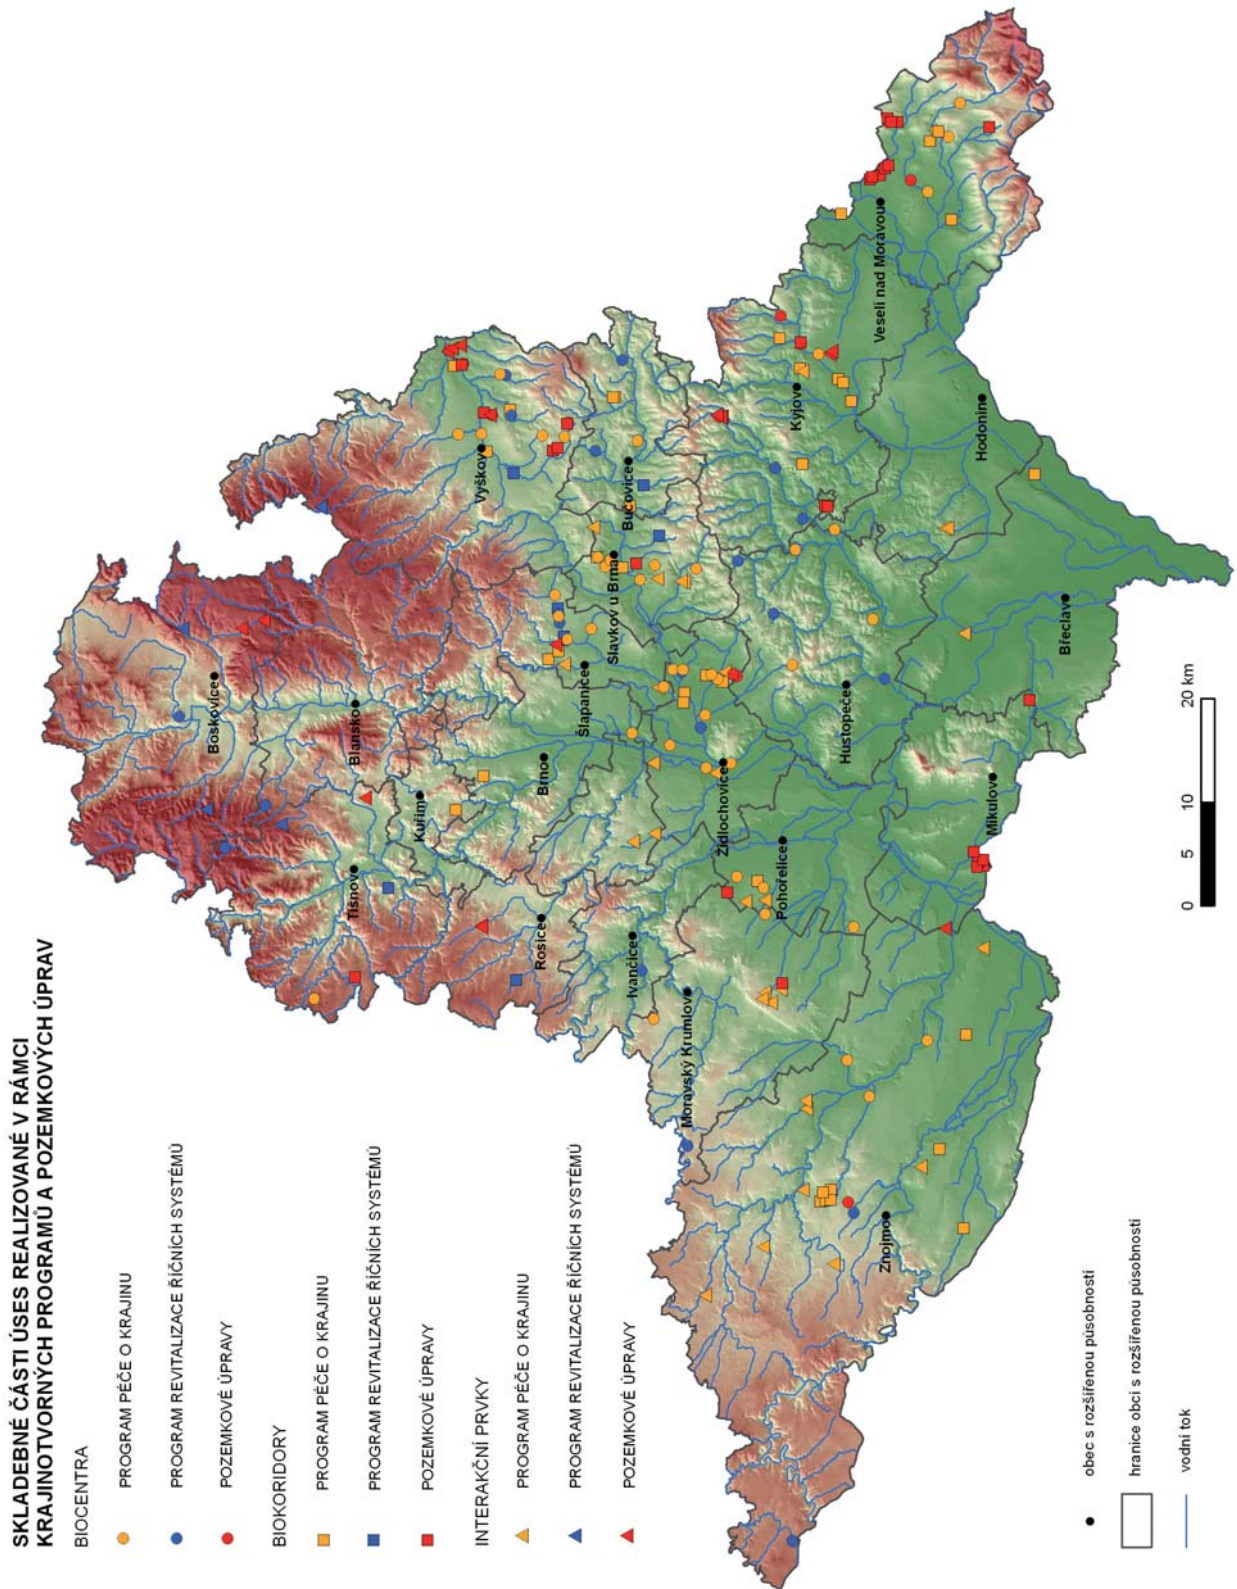 SKLADEBNÉ ČÁSTI ÚSES REALIZOVANÉ V RÁMCI
KRAJINOTVORNÝCH PROGRAMŮ A POZEMKOVÝCH ÚPRAV
BIOCENTRA
PROGRAM PÉČE O KRAJINU
PROGRAM REVITALIZACE ŘÍČNÍCH SYSTÉMŮ
POZEMKOVÉ ÚPRAVY
BIOKORIDORY
PROGRAM PÉČE O KRAJINU
PROGRAM REVITALIZACE ŘÍČNÍCH SYSTÉMŮ
POZEMKOVÉ ÚPRAVY
INTERAKČNÍ PRVKY
PROGRAM PÉČE O KRAJINU
PROGRAM REVITALIZACE ŘÍČNÍCH SYSTÉMŮ
POZEMKOVÉ ÚPRAVY
obec s rozšířenou působností
hranice obcí s rozšířenou působností
vodní tok
Boskovice
Blansko
Tišnov
Kuřim
Vyškov
Brno
Rosice
Šlapanice
Slavkov u Brna
Bučovice
Ivančice
Moravský Krumlov
Židlochovice
Pohořelice
Kyjov
Hustopeče
Veselí nad Moravou
Znojmo
Mikulov
Hodonín
Břeclav
0 5 10 20 km